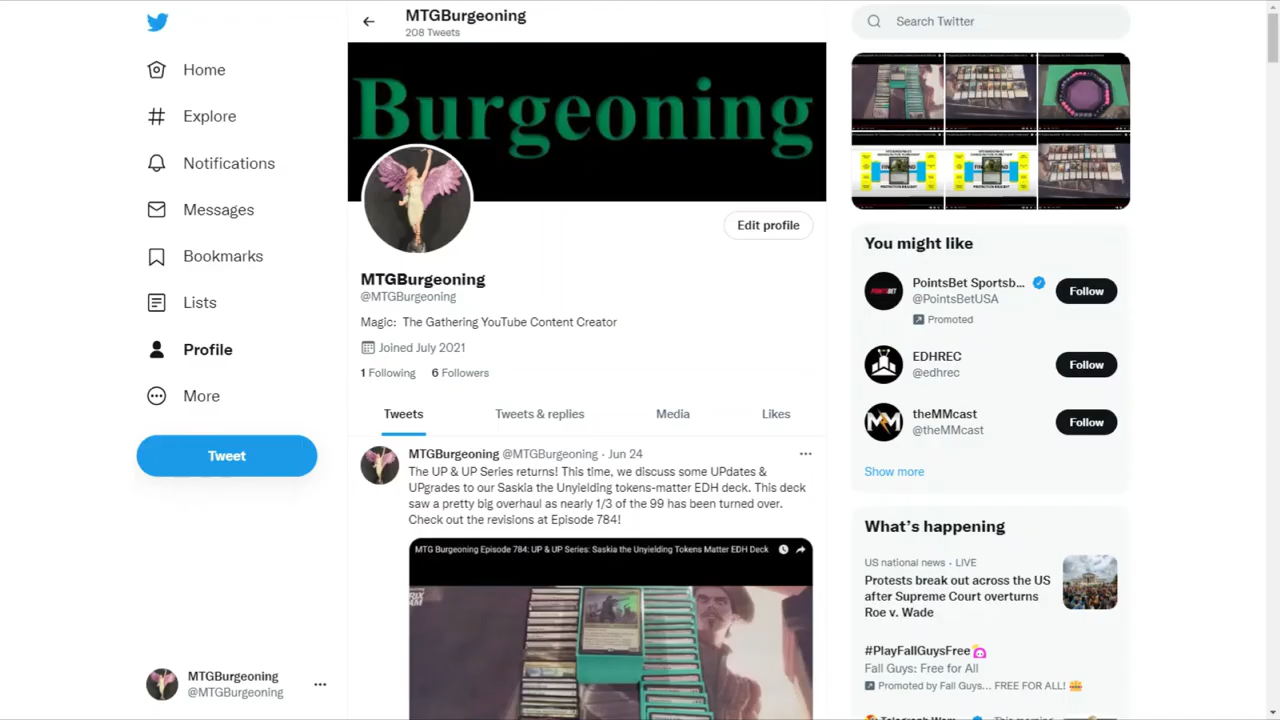 MTGBurgeoning
208 Tweets
Burgeoning
Edit profile
MTGBurgeoning
@MTGBurgeoning
Magic: The Gathering YouTube Content Creator
Joined July 2021
1 Following 6 Followers
Tweets Tweets & replies Media Likes
MTGBurgeoning @MTGBurgeoning · Jun 24
The UP & UP Series returns! This time, we discuss some UPdates &
UPgrades to our Saskia the Unyielding tokens-matter EDH deck. This deck
saw a pretty big overhaul as nearly 1/3 of the 99 has been turned over.
Check out the revisions at Episode 784!
MTG Burgeoning Episode 784: UP & UP Series: Saskia the Unyielding Tokens Matter EDH Deck
Home
Explore
Notifications
Messages
Bookmarks
Lists
Profile
More
Tweet
MTGBurgeoning
@MTGBurgeoning
Search Twitter
You might like
PointsBet Sportsb...
@PointsBetUSA
Promoted
Follow
EDHREC
@edhrec
Follow
theMMcast
@theMMcast
Follow
Show more
What's happening
US national news · LIVE
Protests break out across the US
after Supreme Court overturns
Roe v. Wade
#PlayFallGuysFree
Fall Guys: Free for All
Promoted by Fall Guys... FREE FOR ALL!